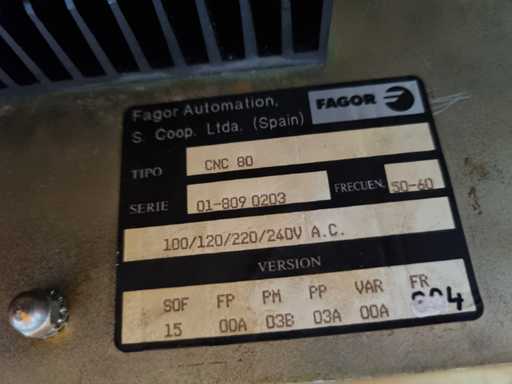 Fagor Automation,
S. Coop. Ltda. (Spain)
FAGOR
TIPO CNC 80
SERIE 01-809 0203 FRECUEN. 50-60
100/120/220/240V A.C.
VERSION
SOF FP PM PP VAR FR
15 00A 03B 03A 00A